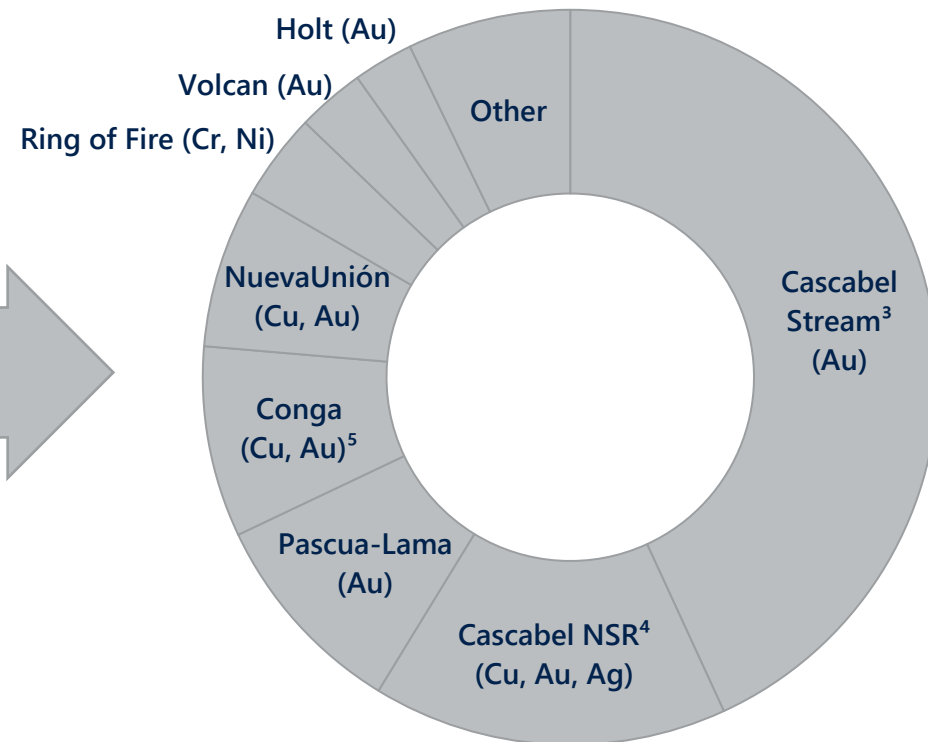 Holt (Au)
Volcan (Au)
Ring of Fire (Cr, Ni)
Other
NuevaUnión
(Cu, Au)
Cascabel
Stream³
(Au)
Conga
(Cu, Au)⁵
Pascua-Lama
(Au)
Cascabel NSR⁴
(Cu, Au, Ag)